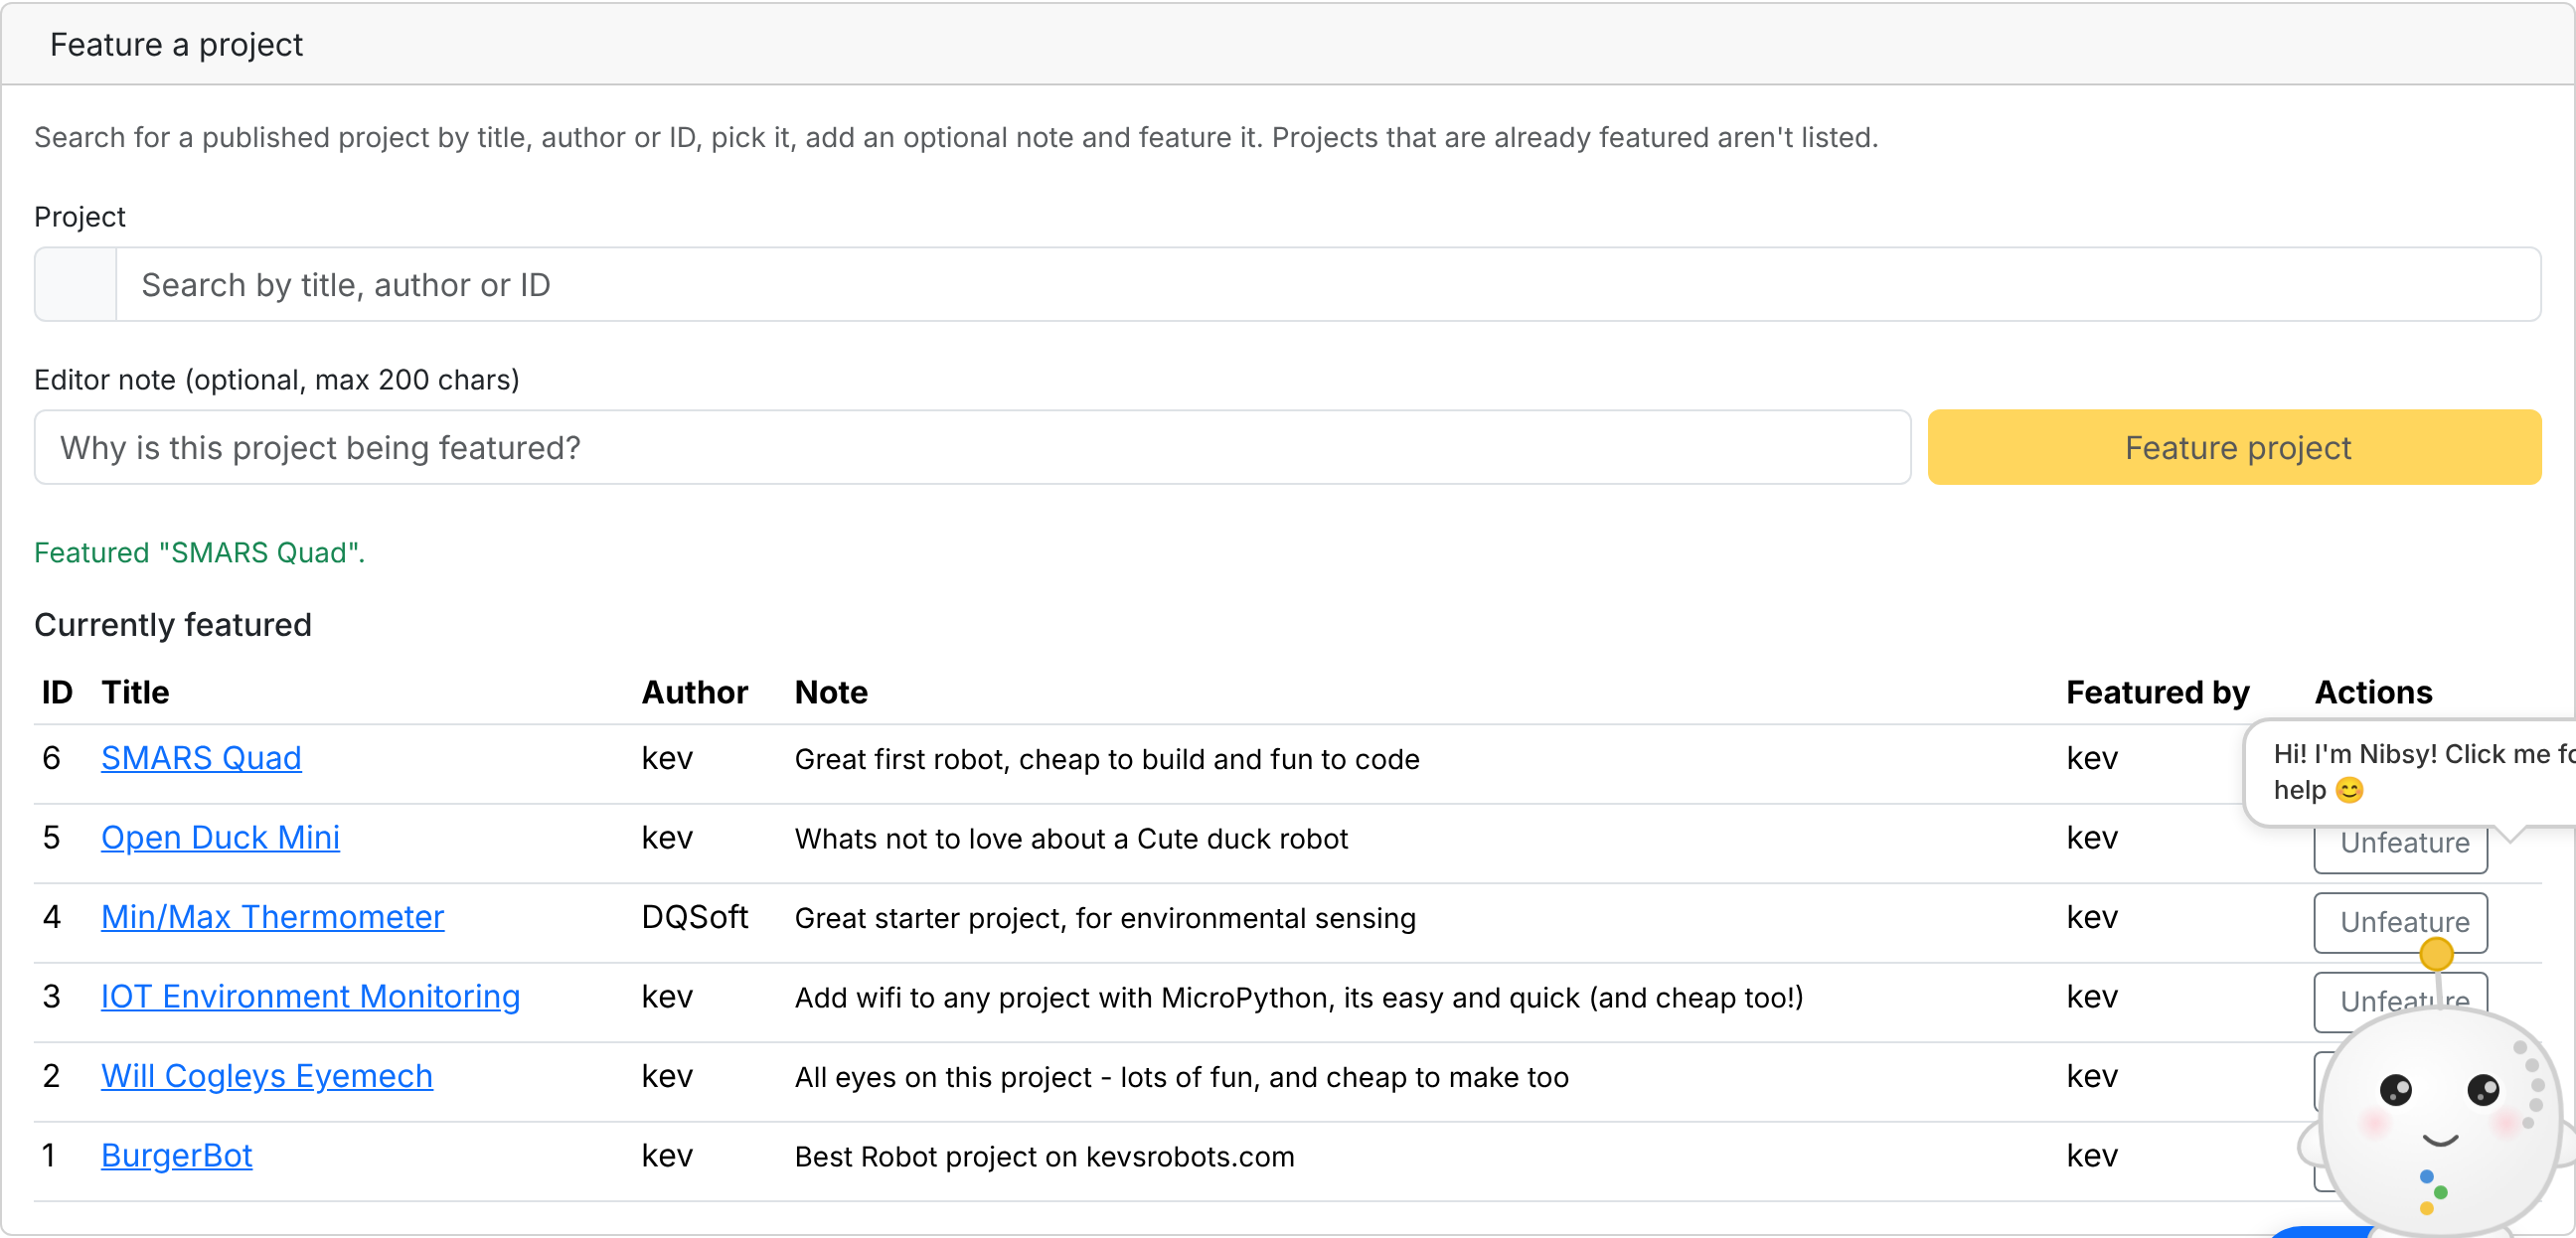 Feature a project
Search for a published project by title, author or ID, pick it, add an optional note and feature it. Projects that are already featured aren't listed.
Project
Search by title, author or ID
Editor note (optional, max 200 chars)
Why is this project being featured?
Feature project
Featured "SMARS Quad".
Currently featured
ID Title Author Note Featured by Actions
6 SMARS Quad kev Great first robot, cheap to build and fun to code kev
Hi! I'm Nibsy! Click me
help 😊
5 Open Duck Mini kev Whats not to love about a Cute duck robot kev Unfeature
4 Min/Max Thermometer DQSoft Great starter project, for environmental sensing kev Unfeature
3 IOT Environment Monitoring kev Add wifi to any project with MicroPython, its easy and quick (and cheap too!) kev Unfeature
2 Will Cogleys Eyemech kev All eyes on this project - lots of fun, and cheap to make too kev
1 BurgerBot kev Best Robot project on kevsrobots.com kev